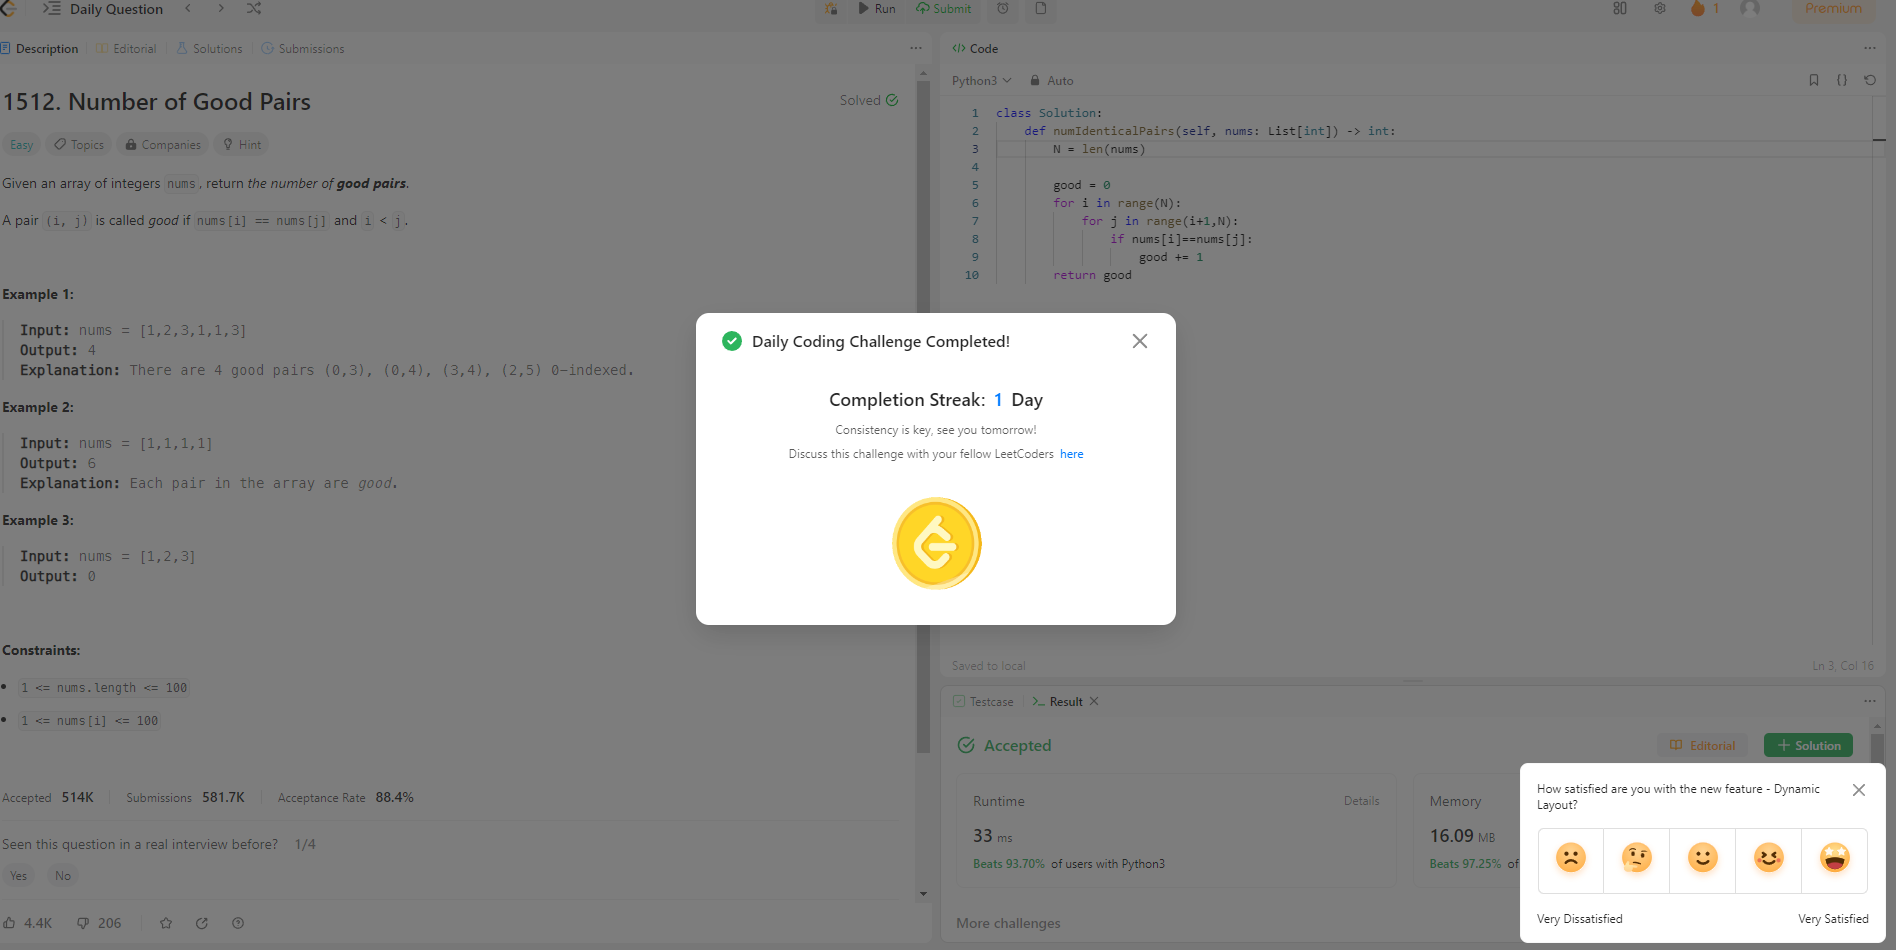 Daily Question
Run
Submit
1
Premium
Description
Editorial
Solutions
Submissions
1512. Number of Good Pairs
Solved
Easy
Topics
Companies
Hint
Given an array of integers nums, return the number of good pairs.
A pair (i, j) is called good if nums[i] == nums[j] and i < j.
Example 1:
Input: nums = [1,2,3,1,1,3]
Output: 4
Explanation: There are 4 good pairs (0,3), (0,4), (3,4), (2,5) 0-indexed.
Example 2:
Input: nums = [1,1,1,1]
Output: 6
Explanation: Each pair in the array are good.
Example 3:
Input: nums = [1,2,3]
Output: 0
Constraints:
1 <= nums.length <= 100
1 <= nums[i] <= 100
Accepted 514K
Submissions 581.7K
Acceptance Rate 88.4%
Seen this question in a real interview before? 1/4
Yes
No
4.4K
206
Code
Python3
Auto
1 class Solution:
2 def numIdenticalPairs(self, nums: List[int]) -> int:
3 N = len(nums)
4
5 good = 0
6 for i in range(N):
7 for j in range(i+1,N):
8 if nums[i]==nums[j]:
9 good += 1
10 return good
Saved to local
Ln 3, Col 16
Daily Coding Challenge Completed!
Completion Streak: 1 Day
Consistency is key, see you tomorrow!
Discuss this challenge with your fellow LeetCoders here
Testcase
Result
Accepted
Editorial
Solution
Runtime
Details
33 ms
Beats 93.70% of users with Python3
Memory
16.09 MB
Beats 97.25% of
More challenges
How satisfied are you with the new feature - Dynamic
Layout?
Very Dissatisfied
Very Satisfied